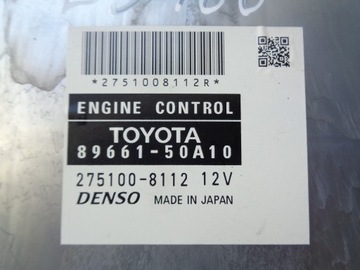 *2751008112R*
ENGINE CONTROL
TOYOTA
89661-50A10
275100-8112 12V
DENSO MADE IN JAPAN